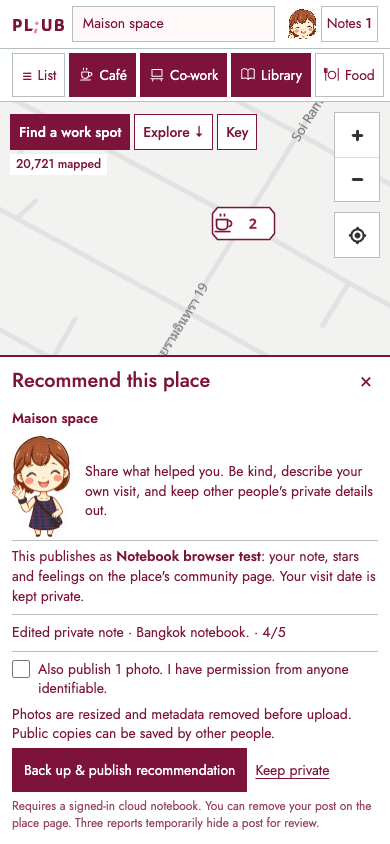 PL;UB
Maison space
Notes 1
≡ List
Café
Co-work
Library
Food
Find a work spot
Explore ↓
Key
20,721 mapped
+
−
2
Recommend this place
×
Maison space
Share what helped you. Be kind, describe your
own visit, and keep other people's private details
out.
This publishes as Notebook browser test: your note, stars
and feelings on the place's community page. Your visit date is
kept private.
Edited private note · Bangkok notebook. · 4/5
Also publish 1 photo. I have permission from anyone
identifiable.
Photos are resized and metadata removed before upload.
Public copies can be saved by other people.
Back up & publish recommendation
Keep private
Requires a signed-in cloud notebook. You can remove your post on the
place page. Three reports temporarily hide a post for review.